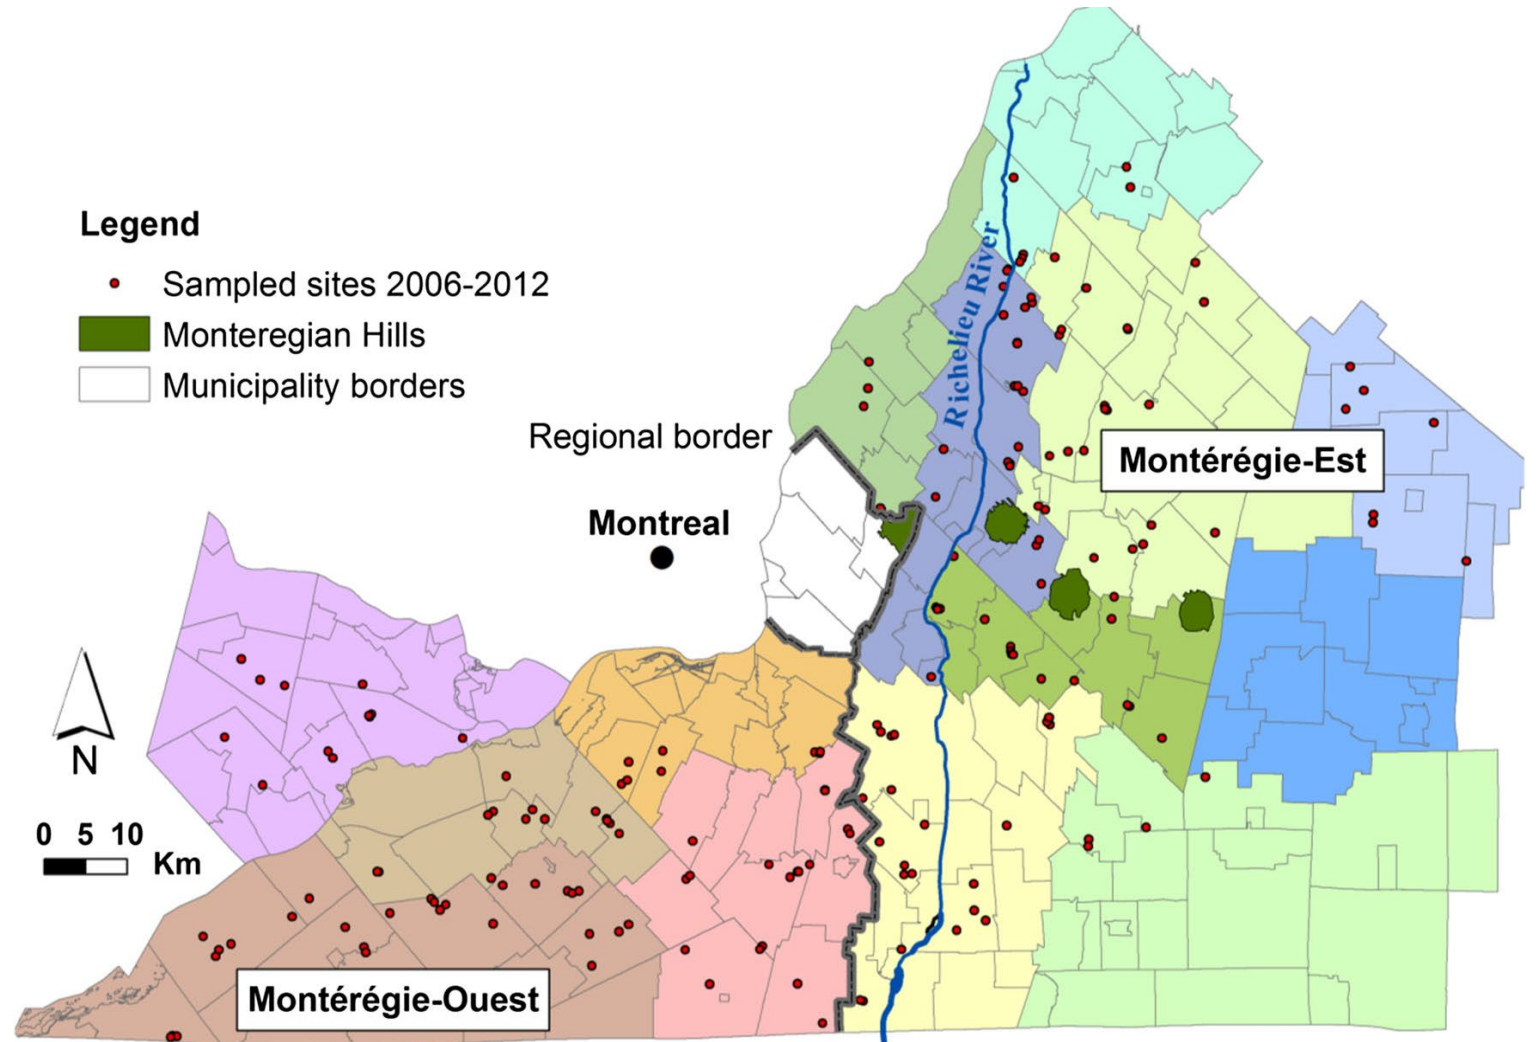 Legend
Sampled sites 2006-2012
Monteregian Hills
Municipality borders
Richelieu River
Regional border
Montérégie-Est
Montreal
N
0 5 10
Km
Montérégie-Ouest